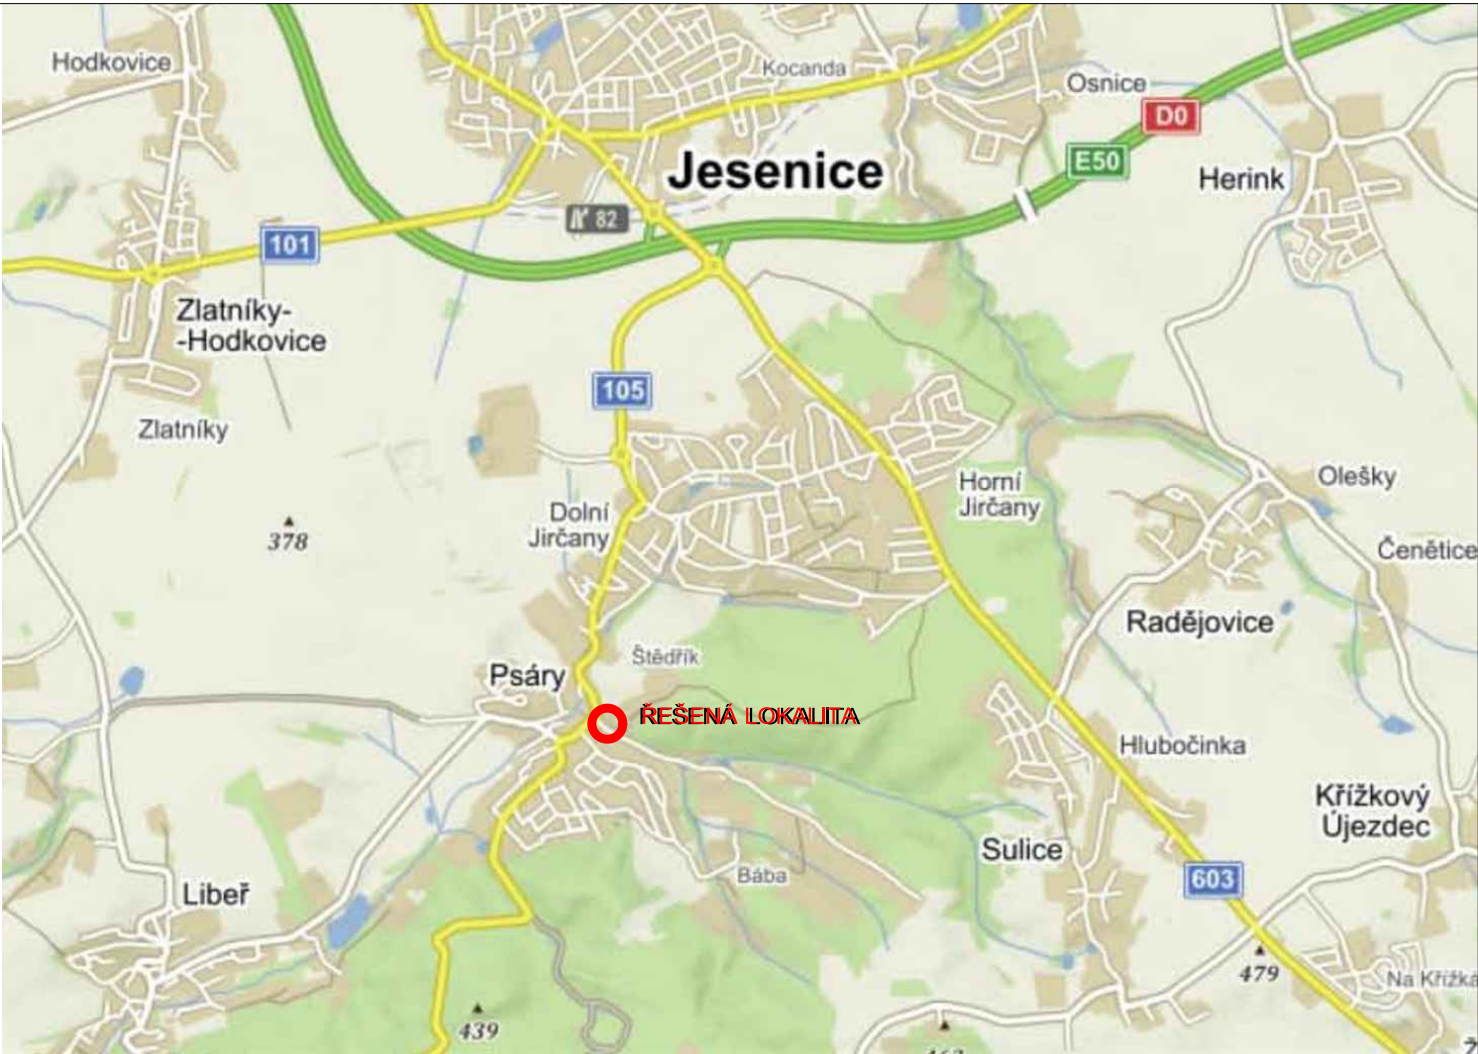 Hodkovice
Kocanda
Osnice
D0
E50
Jesenice
Herink
82
101
Zlatníky-
-Hodkovice
105
Zlatníky
Olešky
Horní
Jirčany
Dolní
Jirčany
378
Čenětice
Radějovice
Štědřík
Psáry
ŘEŠENÁ LOKALITA
Hlubočinka
Křížkový
Újezdec
Sulice
Bába
603
Libeř
479
Na Křížká
439